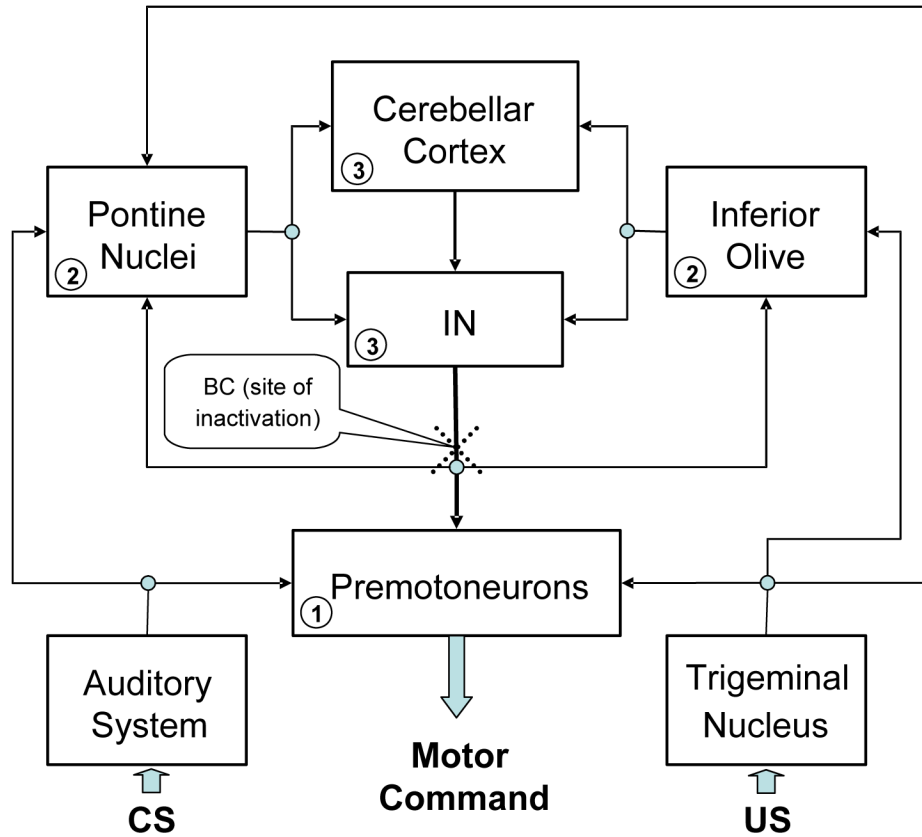 Cerebellar
Cortex
3
Pontine
Nuclei
2
Inferior
Olive
2
IN
3
BC (site of
inactivation)
Premotoneurons
1
Auditory
System
Trigeminal
Nucleus
Motor
Command
CS
US